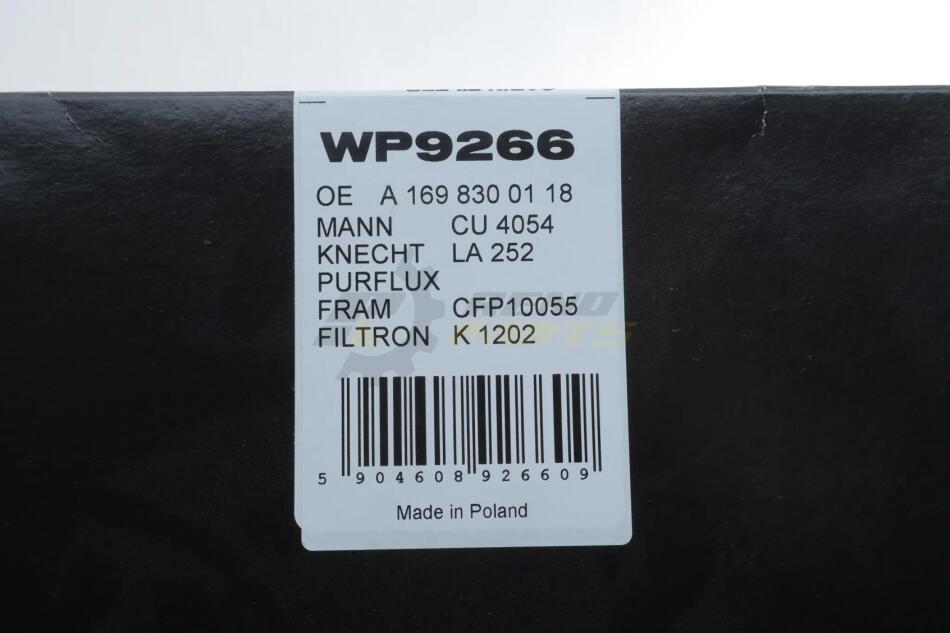 WP9266
OE A 169 830 01 18
MANN CU 4054
KNECHT LA 252
PURFLUX
FRAM CFP10055
FILTRON K 1202
5 904608 926609
Made in Poland
PARTS